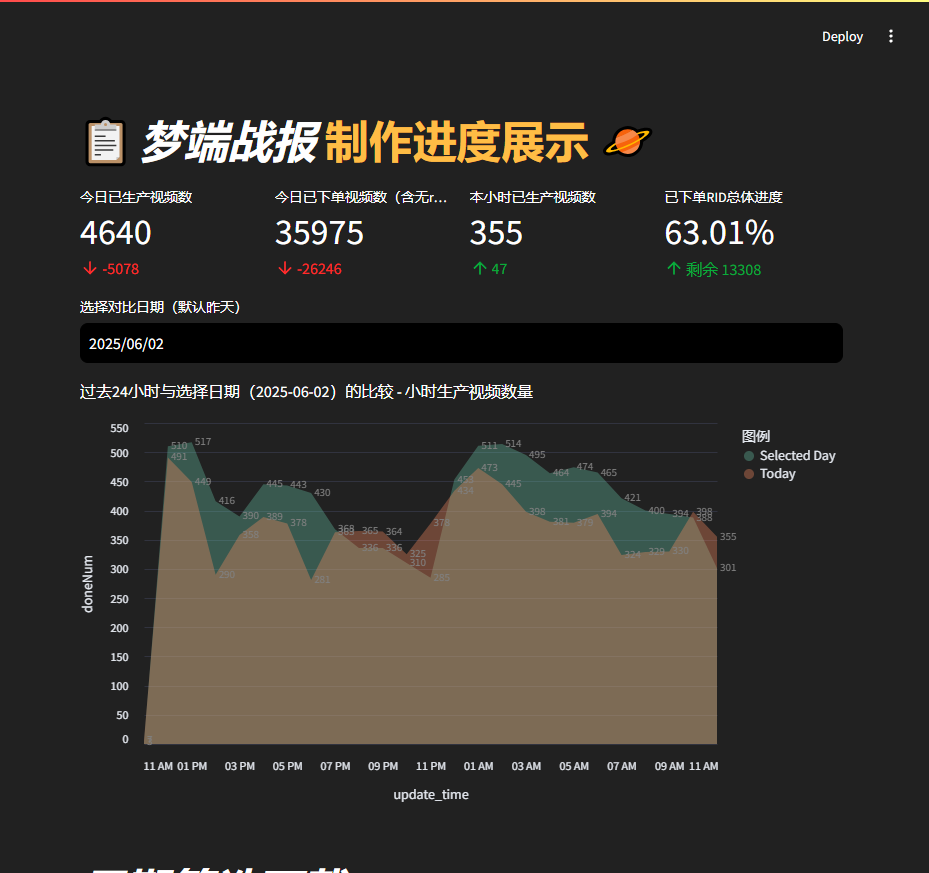 Deploy
梦端战报 制作进度展示
今日已生产视频数 今日已下单视频数（含无r... 本小时已生产视频数 已下单RID总体进度
4640 35975 355 63.01%
-5078 -26246 47 剩余 13308
选择对比日期（默认昨天）
2025/06/02
过去24小时与选择日期（2025-06-02）的比较 - 小时生产视频数量
图例
Selected Day
Today
doneNum
550
500
450
400
350
300
250
200
150
100
50
0
510 517 416 390 445 443 430 368 336 336 310 285 453 511 514 495 464 474 465 421 400 394 388 301
491 449 290 358 389 378 281 365 364 325 378 434 473 445 398 381 379 394 324 329 330 398 355
11 AM 01 PM 03 PM 05 PM 07 PM 09 PM 11 PM 01 AM 03 AM 05 AM 07 AM 09 AM 11 AM
update_time